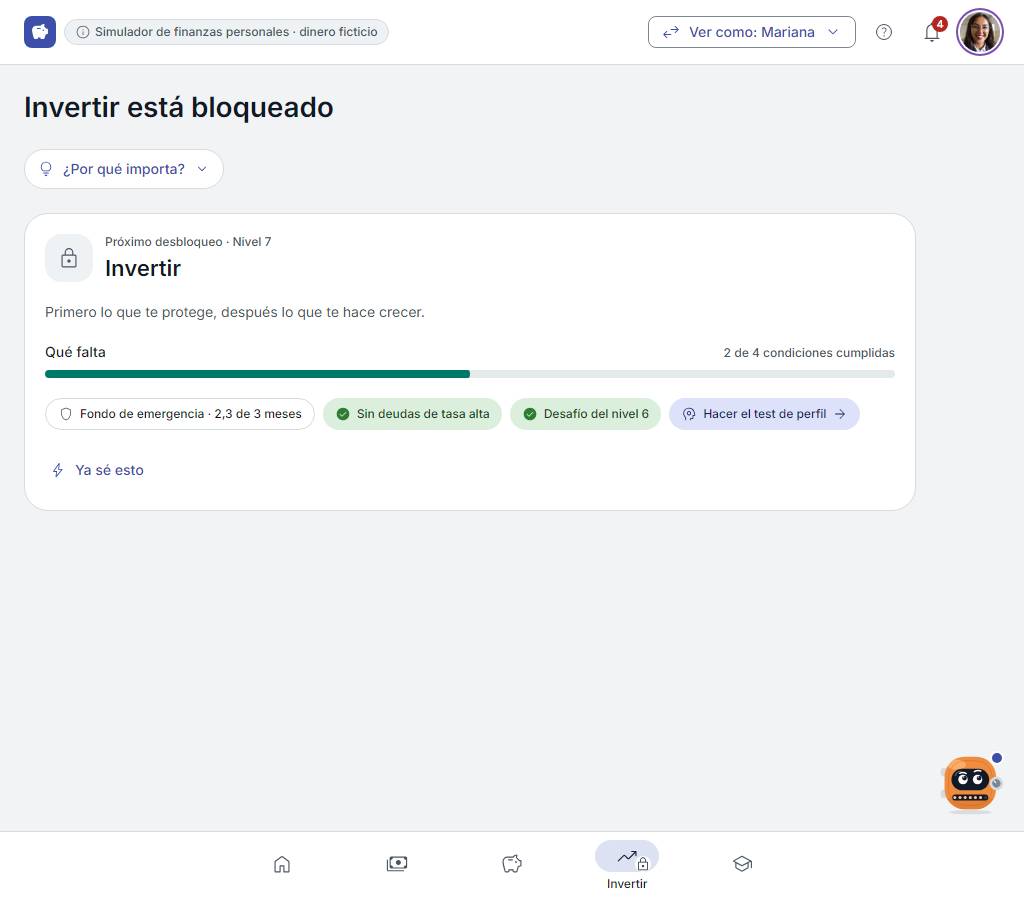 Simulador de finanzas personales · dinero ficticio
Ver como: Mariana
4
Invertir está bloqueado
¿Por qué importa?
Próximo desbloqueo · Nivel 7
Invertir
Primero lo que te protege, después lo que te hace crecer.
Qué falta
2 de 4 condiciones cumplidas
Fondo de emergencia · 2,3 de 3 meses
Sin deudas de tasa alta
Desafío del nivel 6
Hacer el test de perfil
Ya sé esto
Invertir